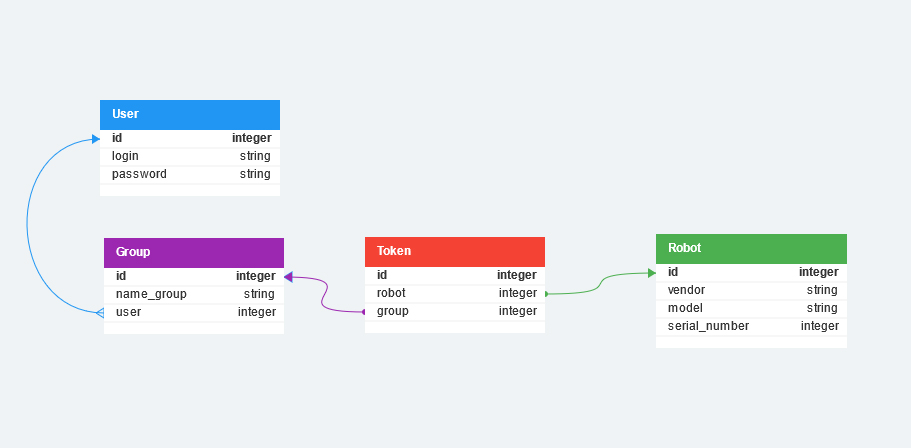 User
id integer
login string
password string
Group
id integer
name_group string
user integer
Token
id integer
robot integer
group integer
Robot
id integer
vendor string
model string
serial_number integer